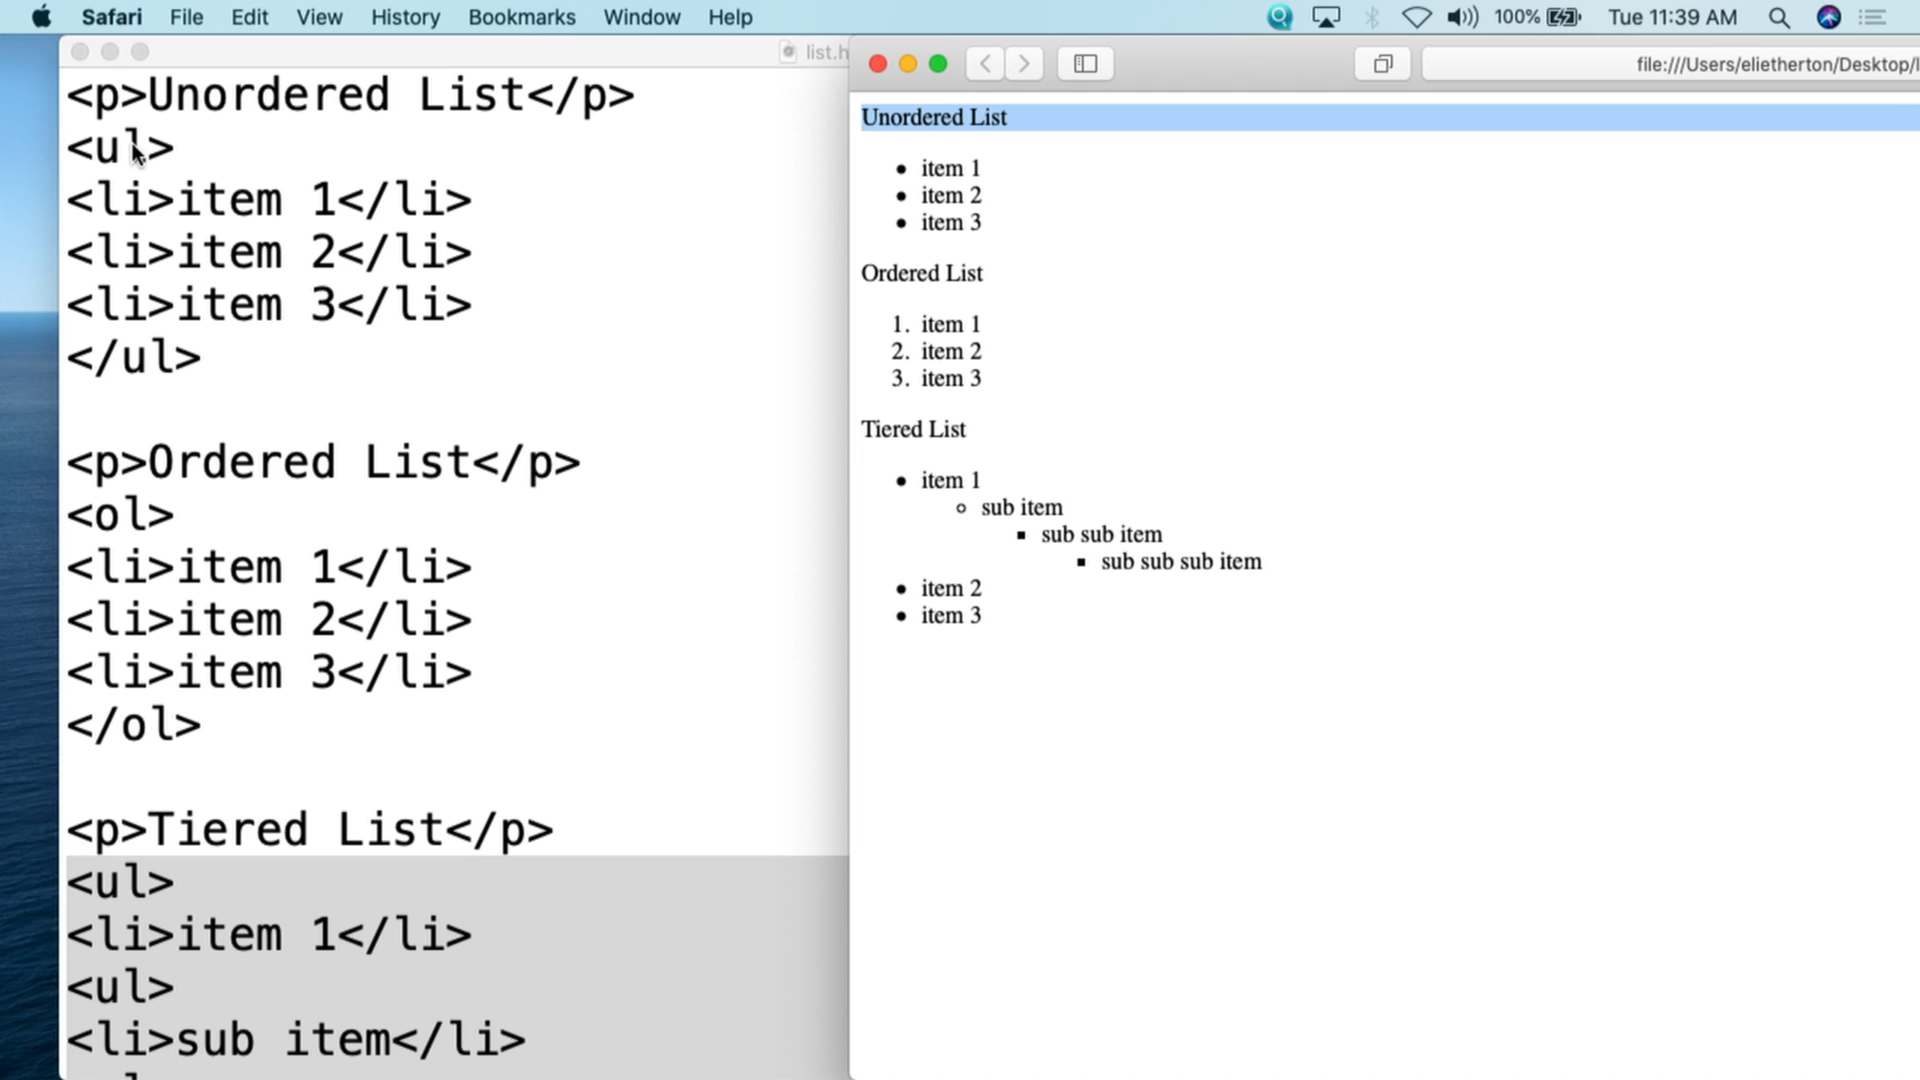 Safari File Edit View History Bookmarks Window Help 100% Tue 11:39 AM
list.h
<p>Unordered List</p>
<ul>
<li>item 1</li>
<li>item 2</li>
<li>item 3</li>
</ul>
<p>Ordered List</p>
<ol>
<li>item 1</li>
<li>item 2</li>
<li>item 3</li>
</ol>
<p>Tiered List</p>
<ul>
<li>item 1</li>
<ul>
<li>sub item</li>
file:///Users/elietherton/Desktop/l
Unordered List
• item 1
• item 2
• item 3
Ordered List
1. item 1
2. item 2
3. item 3
Tiered List
• item 1
◦ sub item
▪ sub sub item
▪ sub sub sub item
• item 2
• item 3